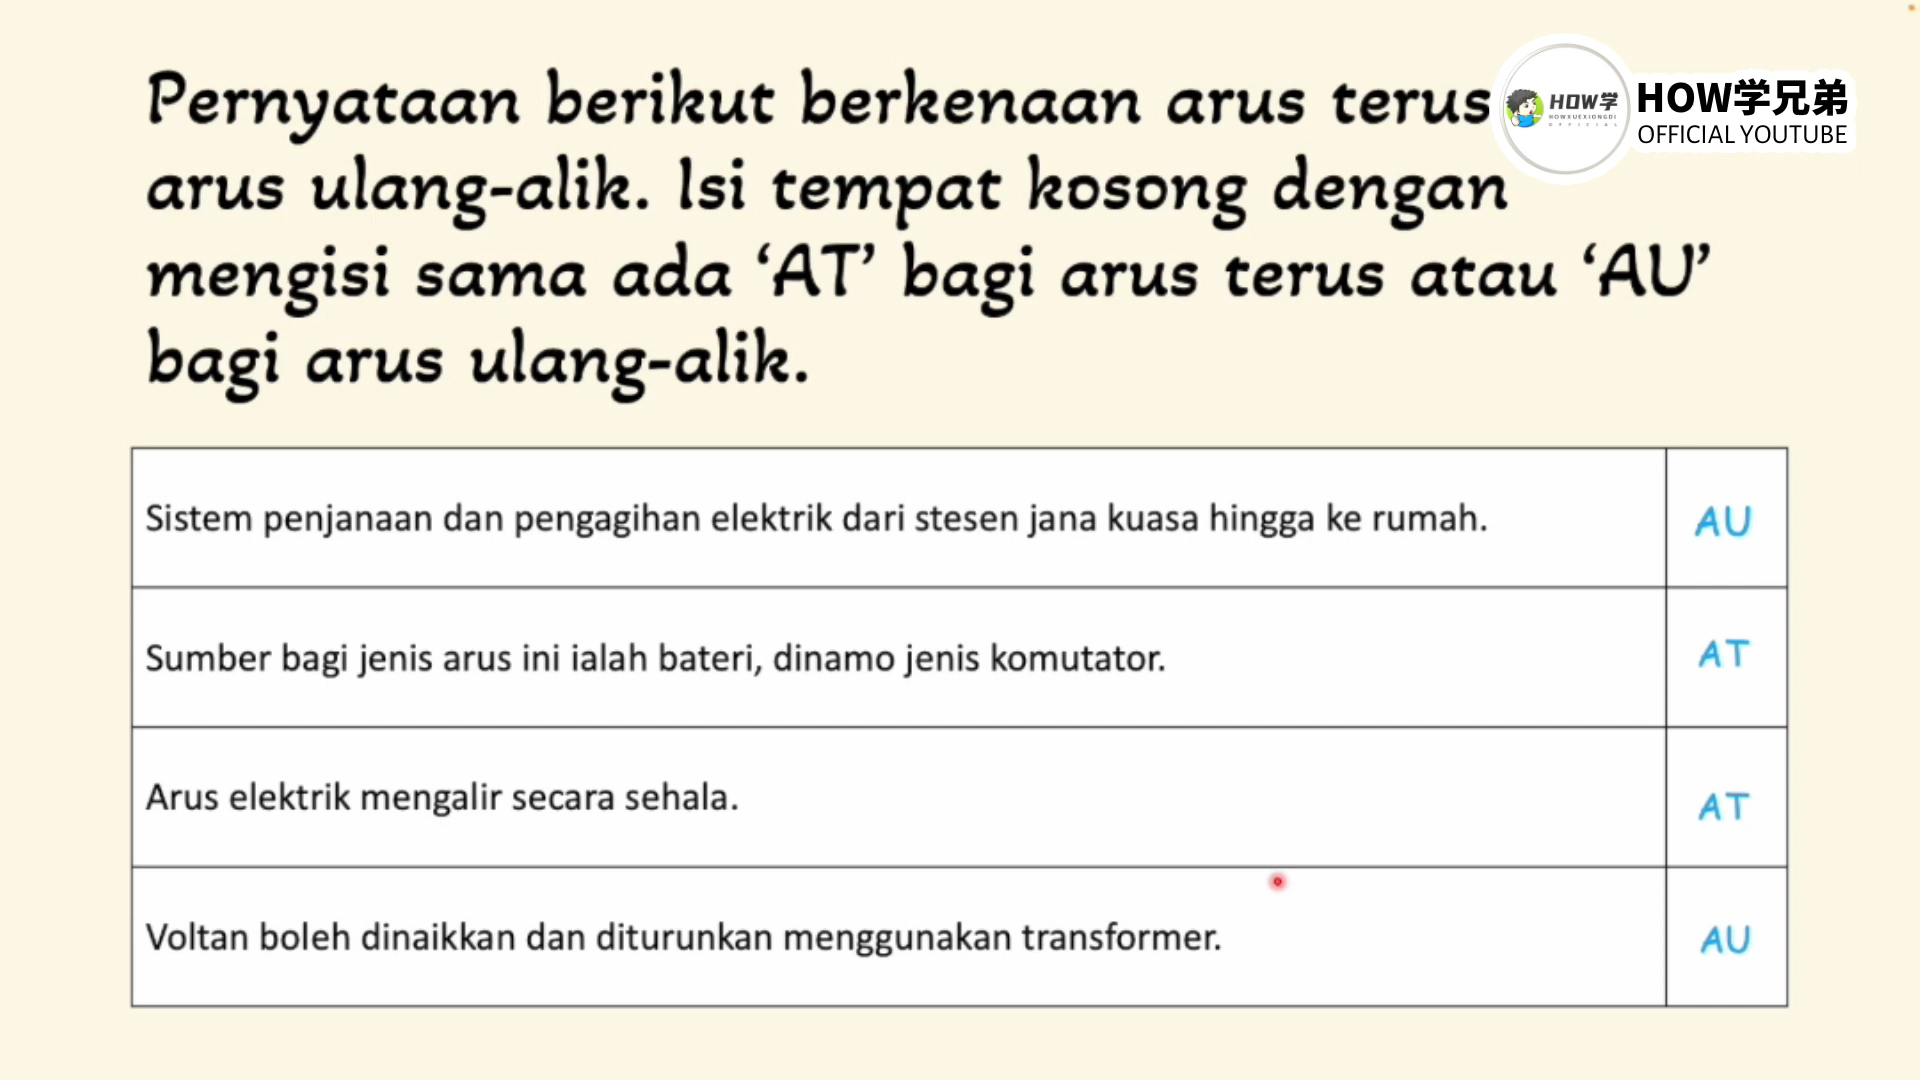 Pernyataan berikut berkenaan arus terus
arus ulang-alik. Isi tempat kosong dengan
mengisi sama ada ‘AT’ bagi arus terus atau ‘AU’
bagi arus ulang-alik.
HOW学
HOWXUEXIONGDI
OFFICIAL
HOW学兄弟
OFFICIAL YOUTUBE
Sistem penjanaan dan pengagihan elektrik dari stesen jana kuasa hingga ke rumah. AU
Sumber bagi jenis arus ini ialah bateri, dinamo jenis komutator. AT
Arus elektrik mengalir secara sehala. AT
Voltan boleh dinaikkan dan diturunkan menggunakan transformer. AU